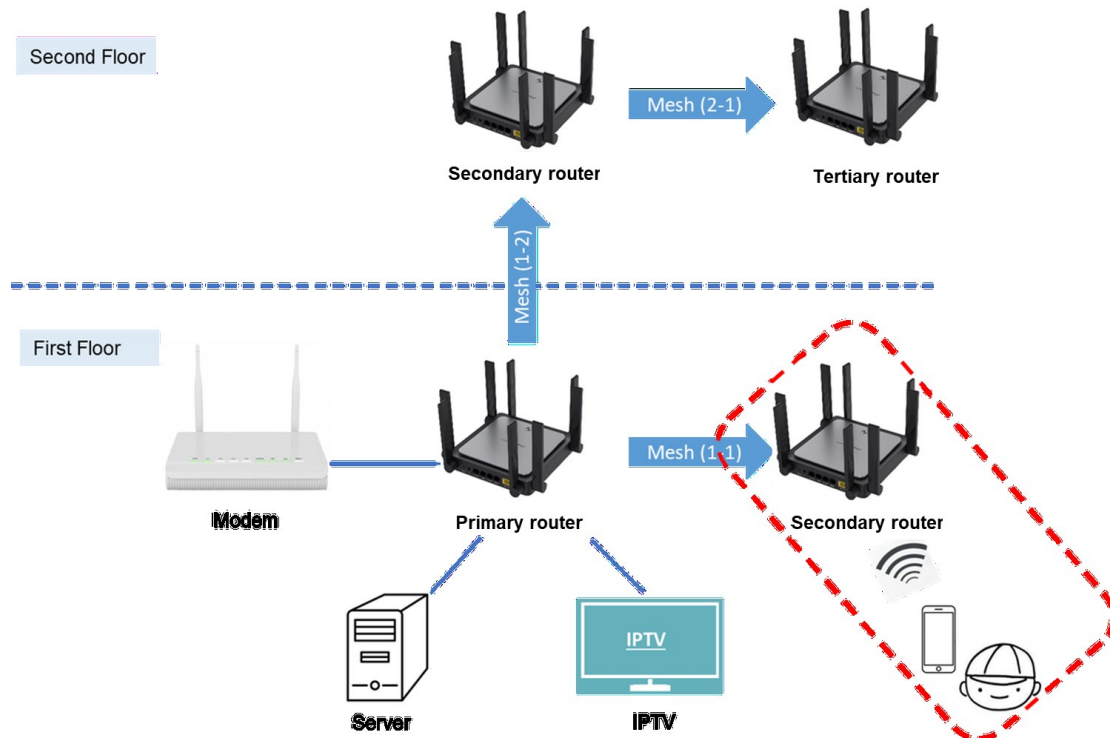 Second Floor
Mesh (2-1)
Secondary router
Tertiary router
Mesh (1-2)
First Floor
Mesh (1-1)
Modem
Primary router
Secondary router
IPTV
Server
IPTV